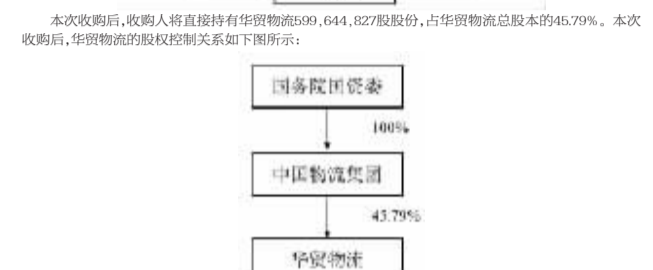 本次收购后,收购人将直接持有华贸物流599,644,827股股份,占华贸物流总股本的45.79%。本次
收购后,华贸物流的股权控制关系如下图所示:
国务院国资委
100%
中国物流集团
45.79%
华贸物流